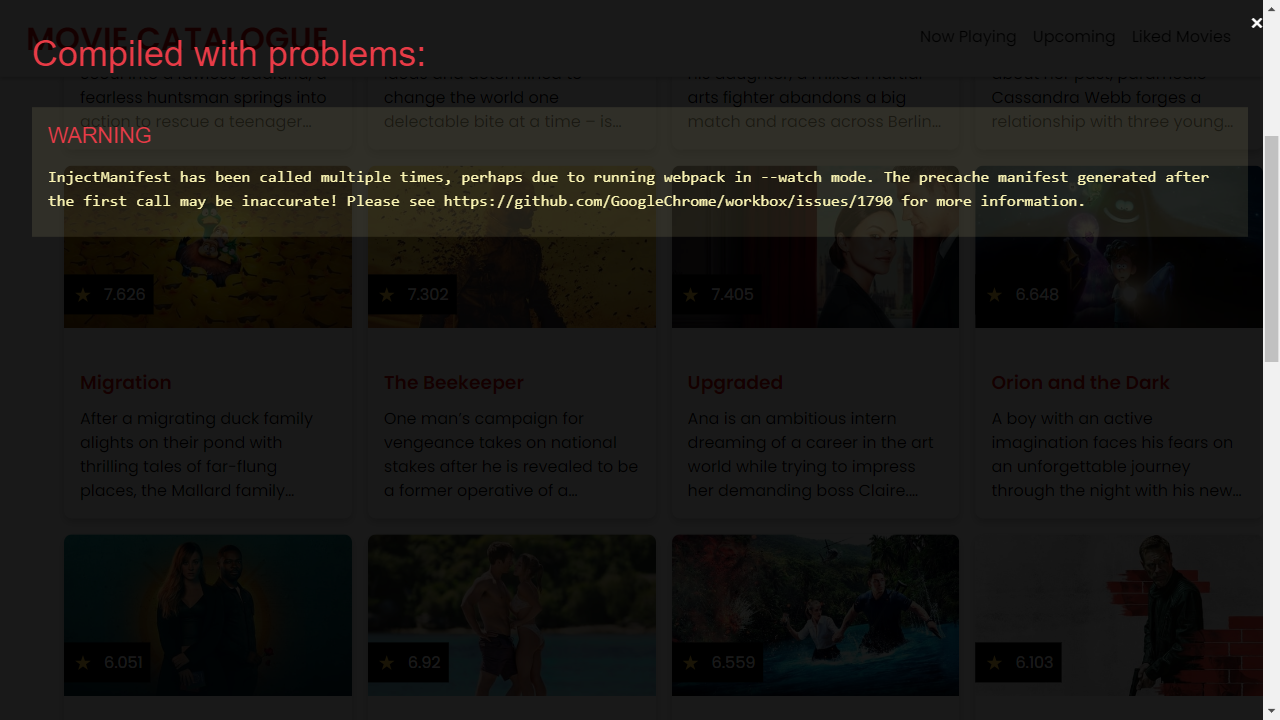 MOVIE CATALOGUE
Now Playing Upcoming Liked Movies
×
Compiled with problems:
fearless huntsman springs into
action to rescue a teenager...
change the world one
delectable bite at a time – is...
arts fighter abandons a big
match and races across Berlin...
about her past, paramedic
Cassandra Webb forges a
relationship with three young...
WARNING
InjectManifest has been called multiple times, perhaps due to running webpack in --watch mode. The precache manifest generated after
the first call may be inaccurate! Please see https://github.com/GoogleChrome/workbox/issues/1790 for more information.
★ 7.626
★ 7.302
★ 7.405
★ 6.648
Migration
After a migrating duck family
alights on their pond with
thrilling tales of far-flung
places, the Mallard family...
The Beekeeper
One man’s campaign for
vengeance takes on national
stakes after he is revealed to be
a former operative of a...
Upgraded
Ana is an ambitious intern
dreaming of a career in the art
world while trying to impress
her demanding boss Claire....
Orion and the Dark
A boy with an active
imagination faces his fears on
an unforgettable journey
through the night with his new...
★ 6.051
★ 6.92
★ 6.559
★ 6.103